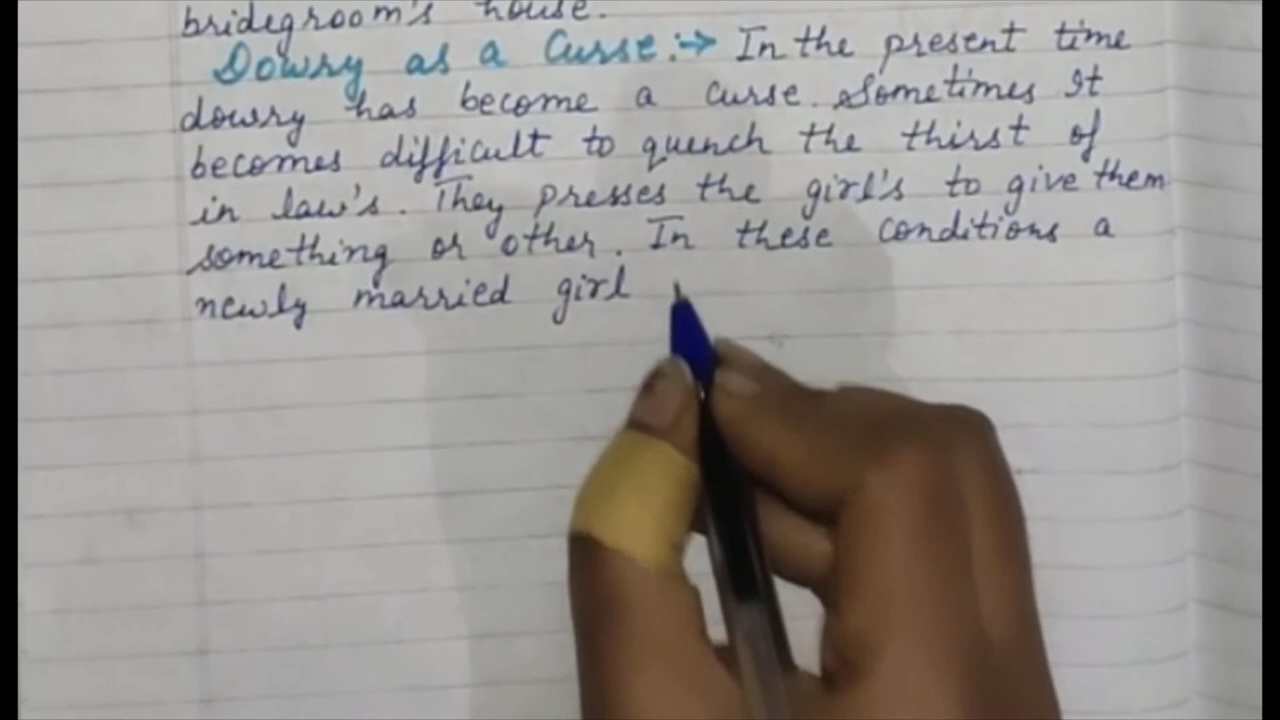 bridegroom's house.
Dowry as a Curse:→ In the present time
dowry has become a curse. Sometimes It
becomes difficult to quench the thirst of
in law's. They presses the girl's to give them
something or other. In these conditions a
newly married girl